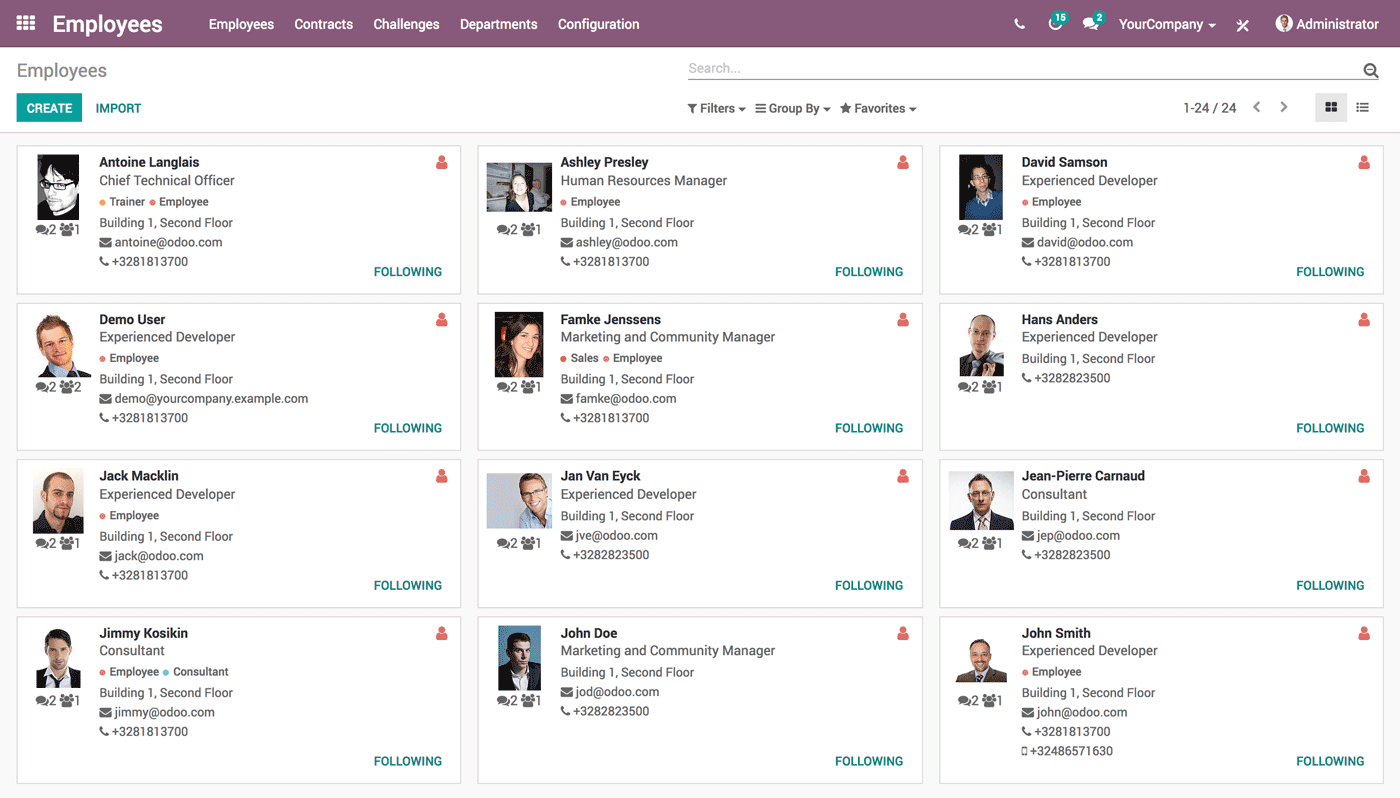 Employees Employees Contracts Challenges Departments Configuration 15 2 YourCompany Administrator
Employees Search...
CREATE IMPORT Filters Group By Favorites 1-24 / 24
Antoine Langlais
Chief Technical Officer
Trainer Employee
Building 1, Second Floor
2 1
antoine@odoo.com
+3281813700
FOLLOWING
Ashley Presley
Human Resources Manager
Employee
Building 1, Second Floor
2 1
ashley@odoo.com
+3281813700
FOLLOWING
David Samson
Experienced Developer
Employee
Building 1, Second Floor
2 1
david@odoo.com
+3281813700
FOLLOWING
Demo User
Experienced Developer
Employee
Building 1, Second Floor
2 2
demo@yourcompany.example.com
+3281813700
FOLLOWING
Famke Jenssens
Marketing and Community Manager
Sales Employee
Building 1, Second Floor
2 1
famke@odoo.com
+3281813700
FOLLOWING
Hans Anders
Experienced Developer
Building 1, Second Floor
+3282823500
2 1
FOLLOWING
Jack Macklin
Experienced Developer
Employee
Building 1, Second Floor
2 1
jack@odoo.com
+3281813700
FOLLOWING
Jan Van Eyck
Experienced Developer
Building 1, Second Floor
jve@odoo.com
2 1
+3282823500
FOLLOWING
Jean-Pierre Carnaud
Consultant
Building 1, Second Floor
jep@odoo.com
2 1
+3282823500
FOLLOWING
Jimmy Kosikin
Consultant
Employee Consultant
Building 1, Second Floor
2 1
jimmy@odoo.com
+3281813700
FOLLOWING
John Doe
Marketing and Community Manager
Building 1, Second Floor
jod@odoo.com
2 1
+3282823500
FOLLOWING
John Smith
Experienced Developer
Employee
Building 1, Second Floor
2 1
john@odoo.com
+3281813700
+32486571630
FOLLOWING